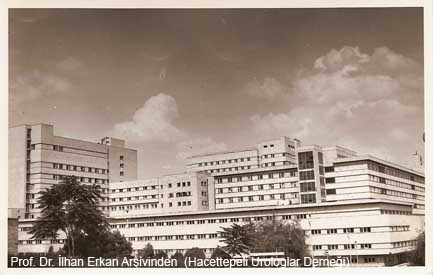 Prof. Dr. İlhan Erkan Arşivinden (Hacettepeli Ürologlar Derneği)